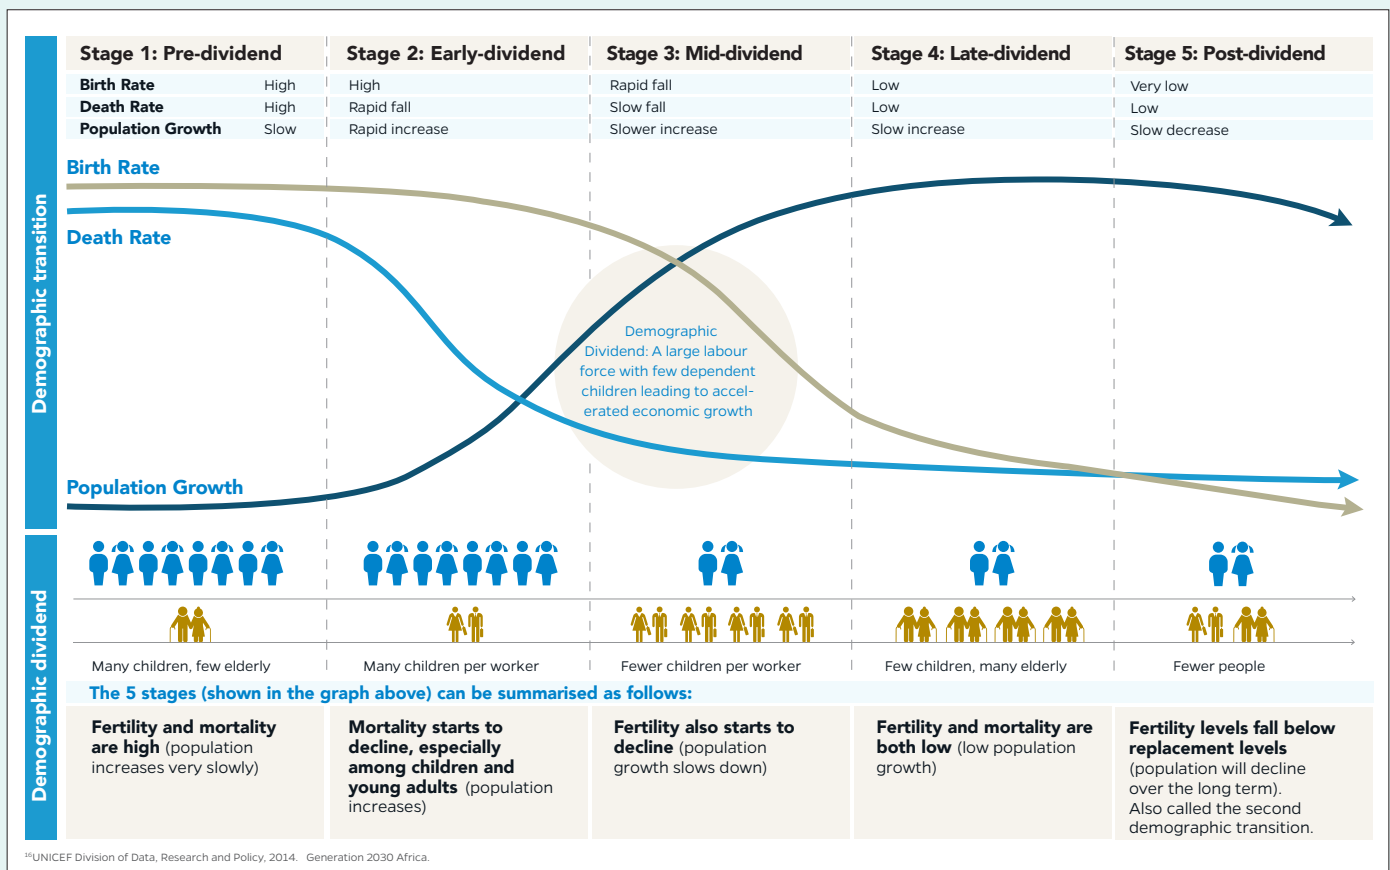 Demographic transition
Stage 1: Pre-dividend
Stage 2: Early-dividend
Stage 3: Mid-dividend
Stage 4: Late-dividend
Stage 5: Post-dividend
Birth Rate High High Rapid fall Low Very low
Death Rate High Rapid fall Slow fall Low Low
Population Growth Slow Rapid increase Slower increase Slow increase Slow decrease
Birth Rate
Death Rate
Demographic
Dividend: A large labour
force with few dependent
children leading to accel-
erated economic growth
Population Growth
Demographic dividend
Many children, few elderly
Many children per worker
Fewer children per worker
Few children, many elderly
Fewer people
The 5 stages (shown in the graph above) can be summarised as follows:
Fertility and mortality
are high (population
increases very slowly)
Mortality starts to
decline, especially
among children and
young adults (population
increases)
Fertility also starts to
decline (population
growth slows down)
Fertility and mortality are
both low (low population
growth)
Fertility levels fall below
replacement levels
(population will decline
over the long term).
Also called the second
demographic transition.
16UNICEF Division of Data, Research and Policy, 2014. Generation 2030 Africa.